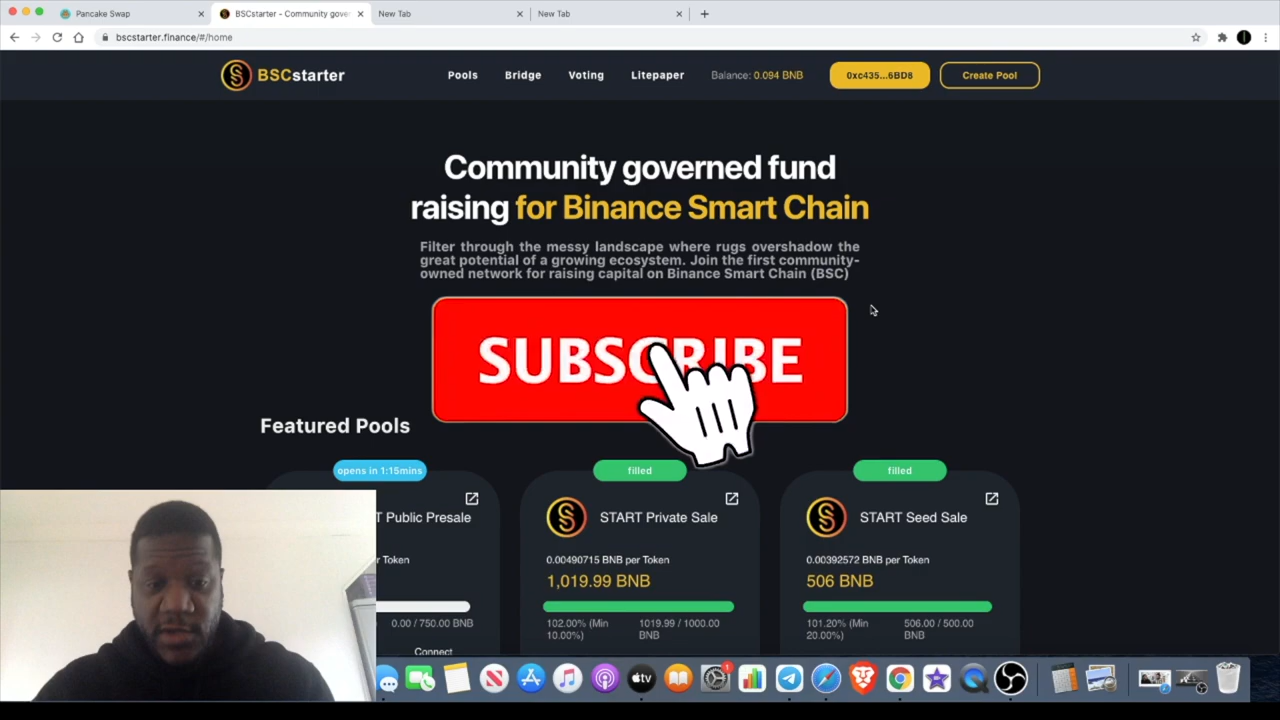 Pancake Swap
BSCstarter - Community gover
New Tab
New Tab
bscstarter.finance/#/home
BSCstarter
Pools
Bridge
Voting
Litepaper
Balance: 0.094 BNB
0xc435...6BD8
Create Pool
Community governed fund
raising for Binance Smart Chain
Filter through the messy landscape where rugs overshadow the
great potential of a growing ecosystem. Join the first community-
owned network for raising capital on Binance Smart Chain (BSC)
SUBSCRIBE
Featured Pools
opens in 1:15mins
filled
filled
T Public Presale
START Private Sale
START Seed Sale
er Token
0.00490715 BNB per Token
0.00392572 BNB per Token
1,019.99 BNB
506 BNB
0.00 / 750.00 BNB
102.00% (Min
10.00%)
1019.99 / 1000.00
BNB
101.20% (Min
20.00%)
506.00 / 500.00
BNB
Connect
tv
1